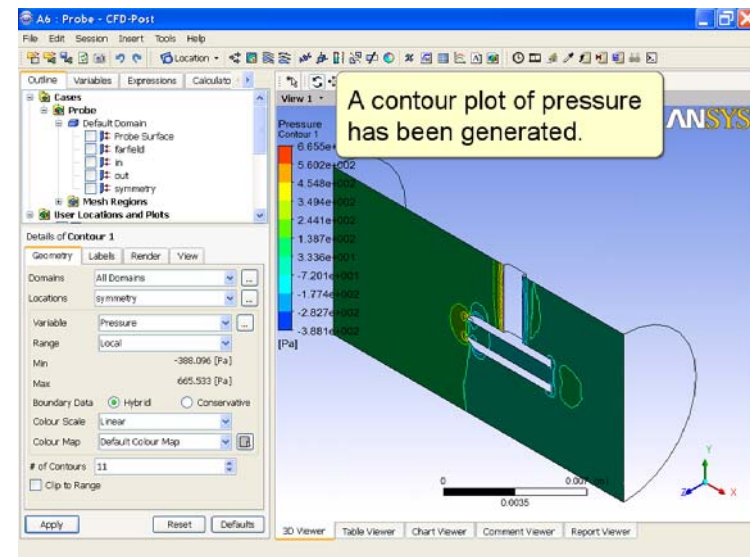 A6 : Probe - CFD-Post
File Edit Session Insert Tools Help
Location
Outline Variables Expressions Calculato
Cases
Probe
Default Domain
Probe Surface
farfield
in
out
symmetry
Mesh Regions
User Locations and Plots
Details of Contour 1
Geometry Labels Render View
Domains All Domains ...
Locations symmetry ...
Variable Pressure ...
Range Local
Min -388.096 [Pa]
Max 665.533 [Pa]
Boundary Data Hybrid Conservative
Colour Scale Linear
Colour Map Default Colour Map
# of Contours 11
Clip to Range
Apply Reset Defaults
View 1
A contour plot of pressure
has been generated.
ANSYS
Pressure
Contour 1
6.655e+002
5.602e+002
4.548e+002
3.494e+002
2.441e+002
1.387e+002
3.336e+001
-7.201e+001
-1.774e+002
-2.827e+002
-3.881e+002
[Pa]
0
0.0035
Y
Z X
3D Viewer Table Viewer Chart Viewer Comment Viewer Report Viewer